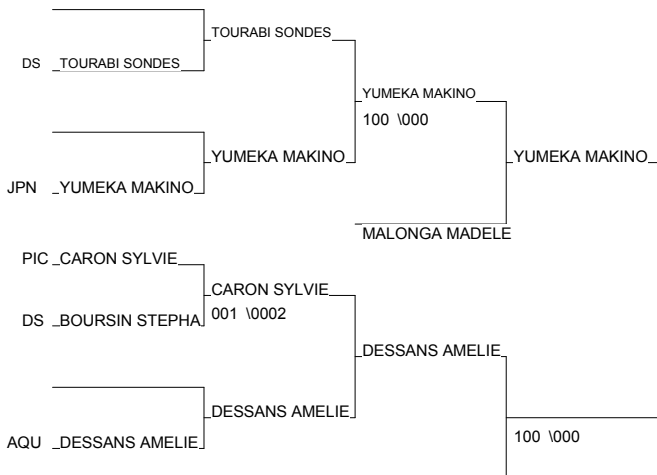 TOURABI SONDES
DS TOURABI SONDES
YUMEKA MAKINO
100 \000
YUMEKA MAKINO
YUMEKA MAKINO
JPN YUMEKA MAKINO
MALONGA MADELE
PIC CARON SYLVIE
CARON SYLVIE
DS BOURSIN STEPHA
001 \0002
DESSANS AMELIE
DESSANS AMELIE
AQU DESSANS AMELIE
100 \000